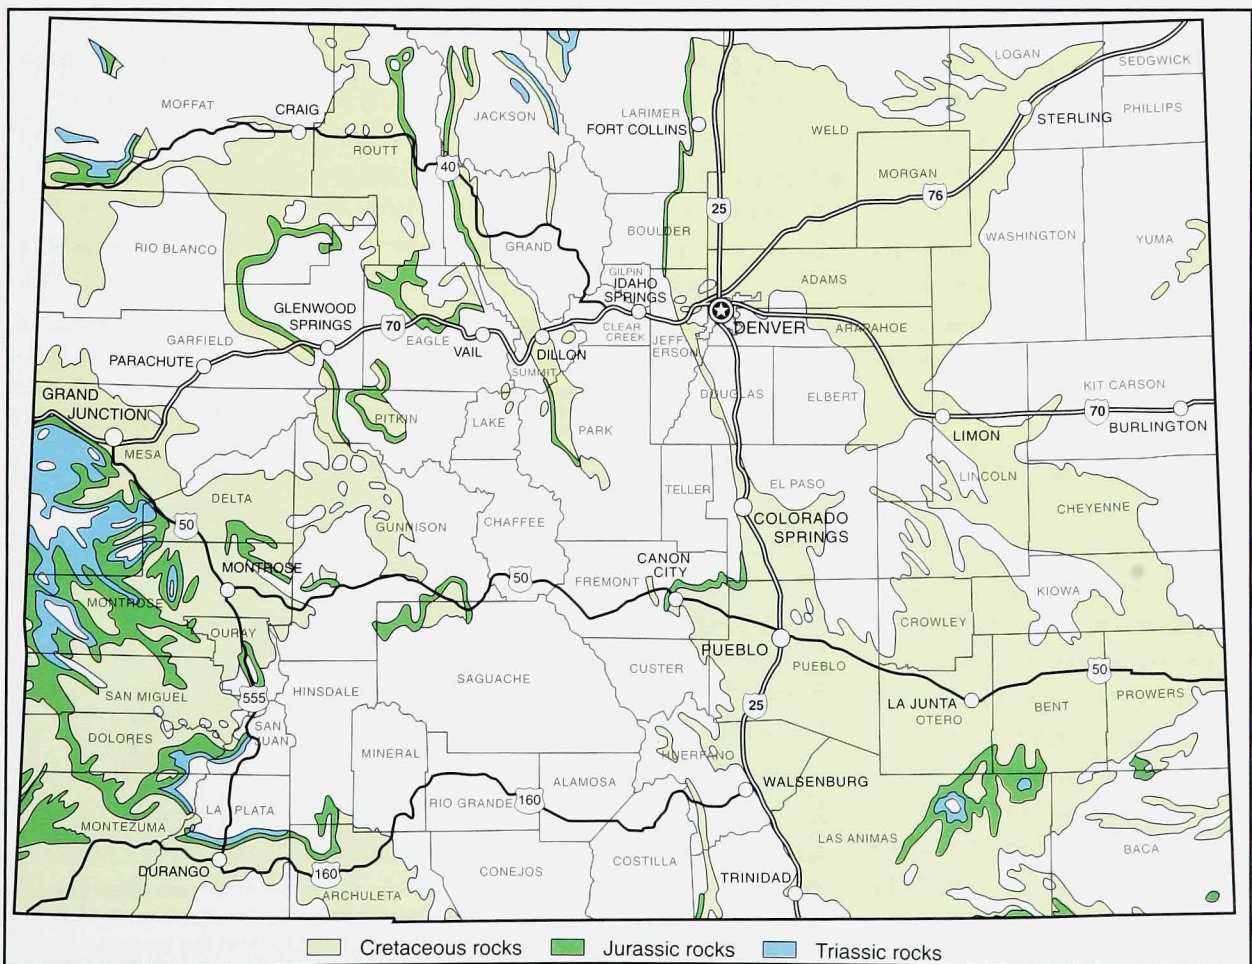 LOGAN
SEDGWICK
MOFFAT
CRAIG
JACKSON
LARIMER
FORT COLLINS
WELD
STERLING
PHILLIPS
ROUTT
40
MORGAN
76
25
RIO BLANCO
GRAND
BOULDER
WASHINGTON
YUMA
GILPIN
IDAHO
SPRINGS
ADAMS
GLENWOOD
SPRINGS
70
EAGLE
VAIL
DILLON
SUMMIT
CLEAR
CREEK
JEFF-
ERSON
DENVER
ARAPAHOE
GARFIELD
PARACHUTE
GRAND
JUNCTION
MESA
PITKIN
LAKE
PARK
DOUGLAS
ELBERT
KIT CARSON
70
BURLINGTON
LIMON
LINCOLN
DELTA
50
GUNNISON
CHAFFEE
TELLER
EL PASO
COLORADO
SPRINGS
CHEYENNE
MONTROSE
MONTROSE
50
FREMONT
CANON
CITY
KIOWA
CROWLEY
OURAY
PUEBLO
PUEBLO
SAN MIGUEL
555
HINSDALE
SAGUACHE
CUSTER
25
LA JUNTA
OTERO
50
BENT
PROWERS
DOLORES
SAN
JUAN
MINERAL
HUERFANO
WALSENBURG
LA PLATA
RIO GRANDE
160
ALAMOSA
MONTEZUMA
LAS ANIMAS
BACA
DURANGO
160
ARCHULETA
CONEJOS
COSTILLA
TRINIDAD
Cretaceous rocks
Jurassic rocks
Triassic rocks